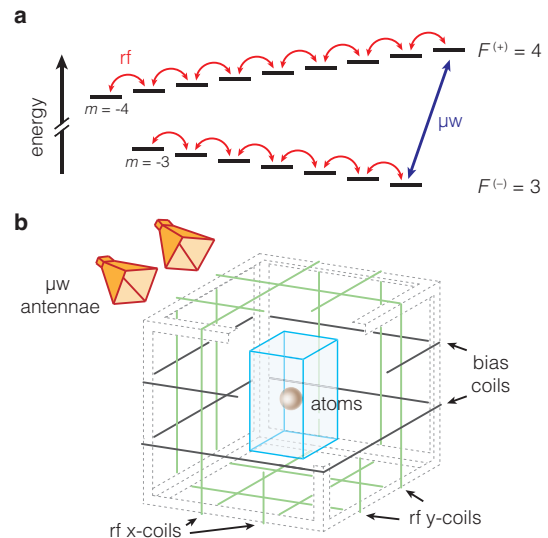 a
rf
F(+) = 4
m = -4
energy
μw
m = -3
F(−) = 3
b
μw
antennae
bias
coils
atoms
rf x-coils
rf y-coils